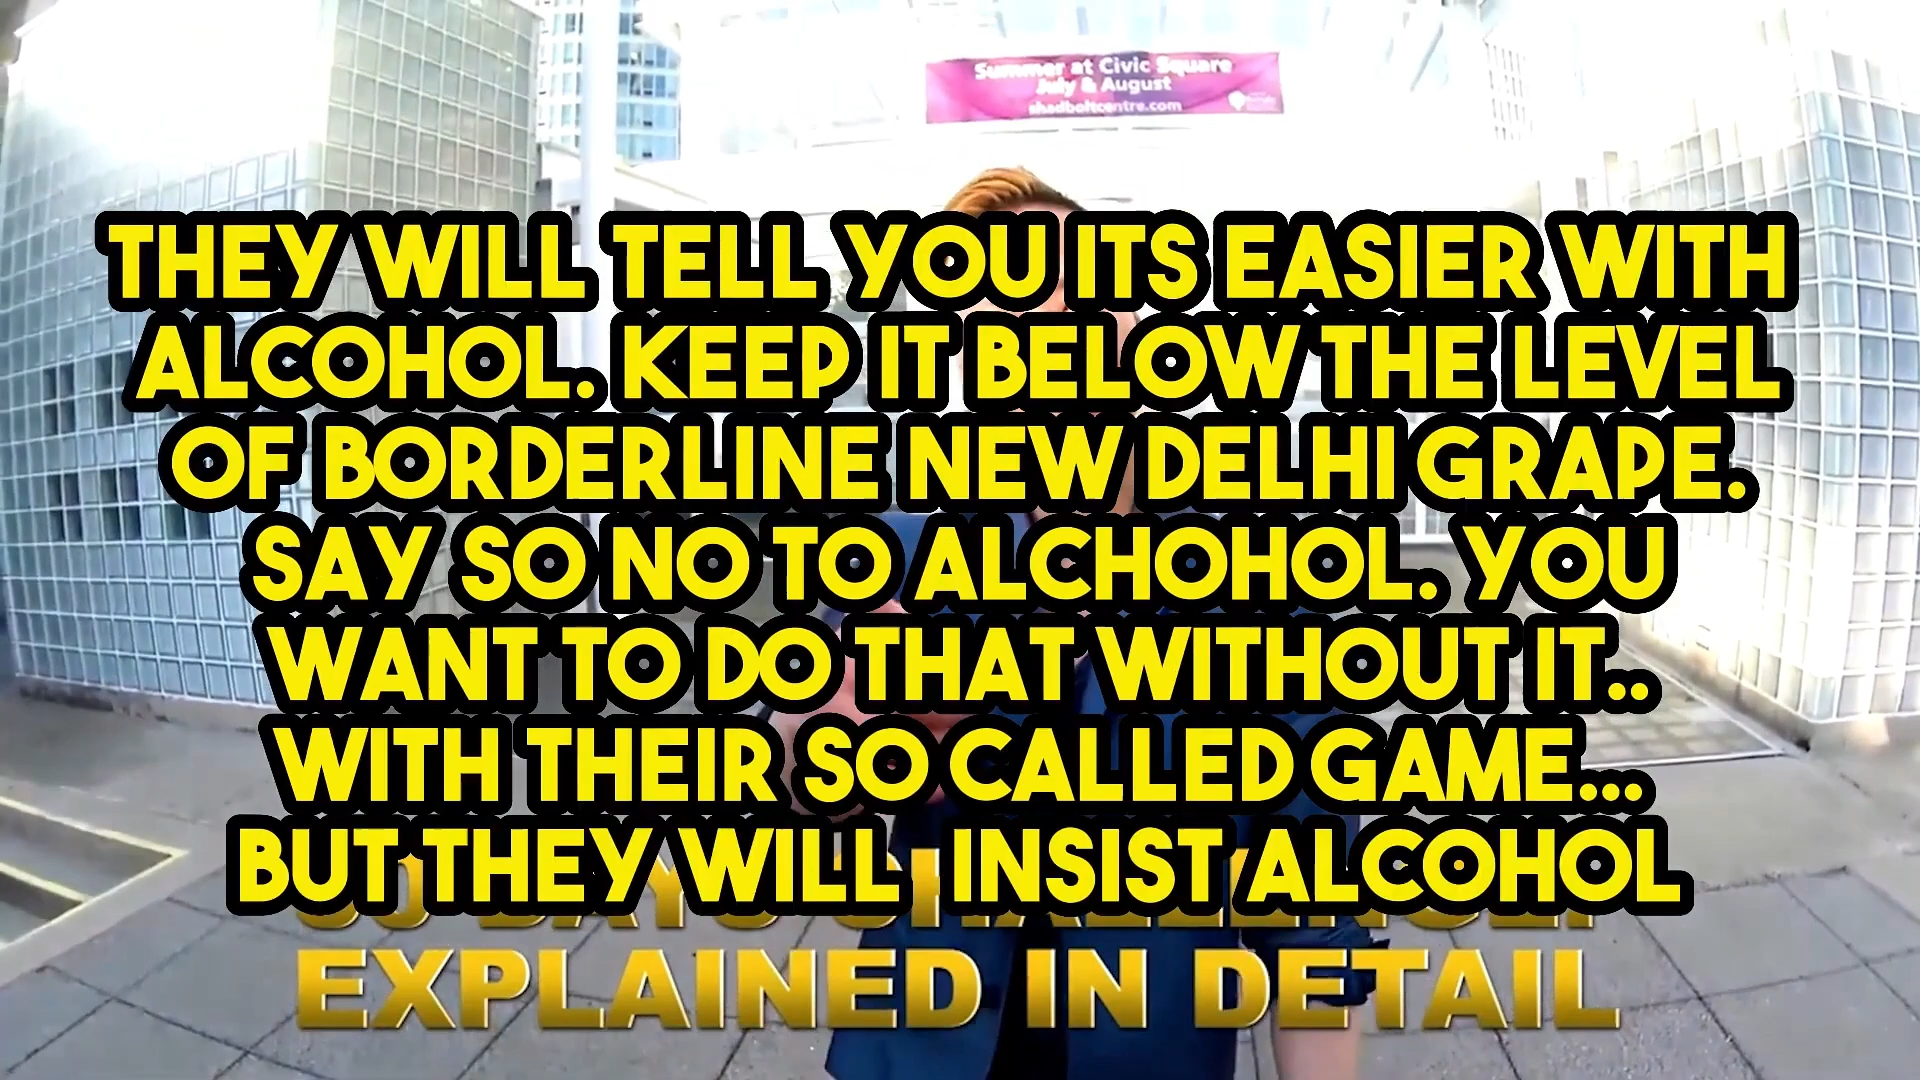 Summer at Civic Square
July & August
shadboltcentre.com
THEY WILL TELL YOU ITS EASIER WITH
ALCOHOL. KEEP IT BELOW THE LEVEL
OF BORDERLINE NEW DELHI GRAPE.
SAY SO NO TO ALCHOHOL. YOU
WANT TO DO THAT WITHOUT IT..
WITH THEIR SO CALLED GAME...
BUT THEY WILL INSIST ALCOHOL
EXPLAINED IN DETAIL